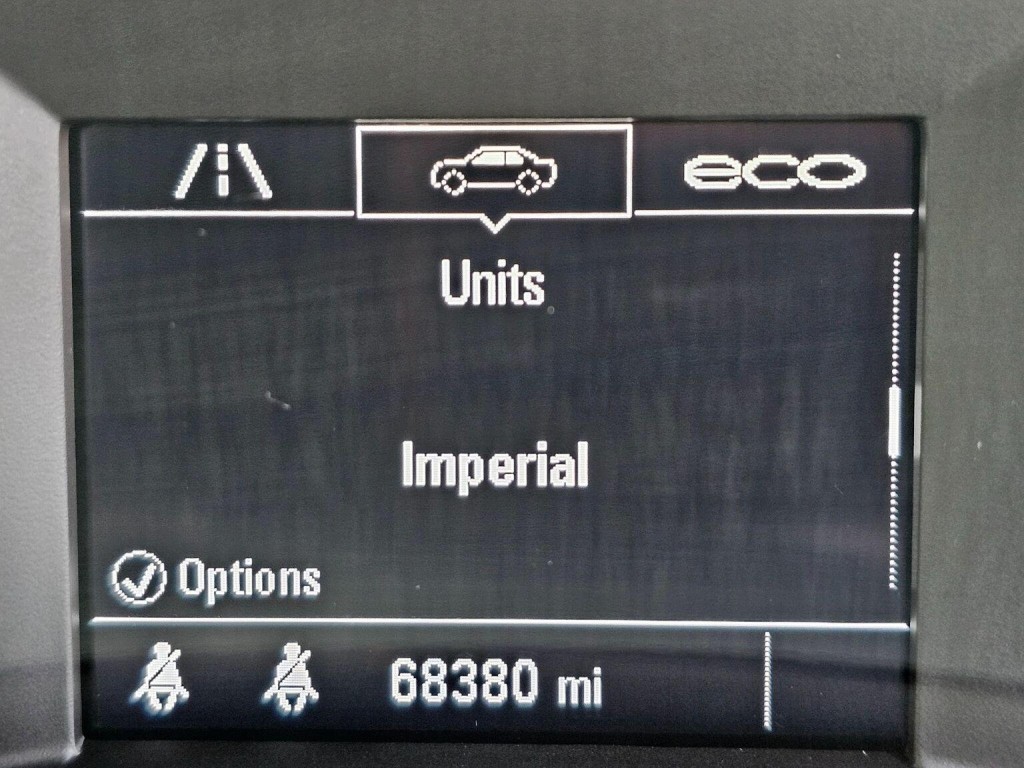 eco
Units
Imperial
Options
68380 mi